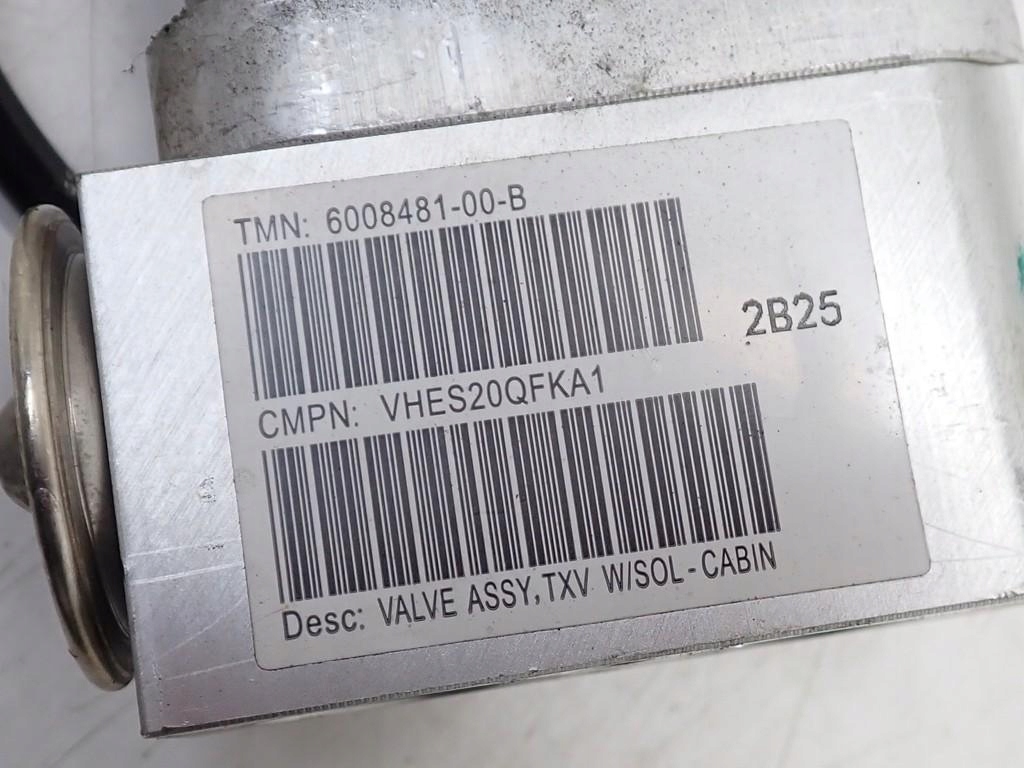 TMN: 6008481-00-B
2B25
CMPN: VHES20QFKA1
Desc: VALVE ASSY, TXV W/SOL - CABIN